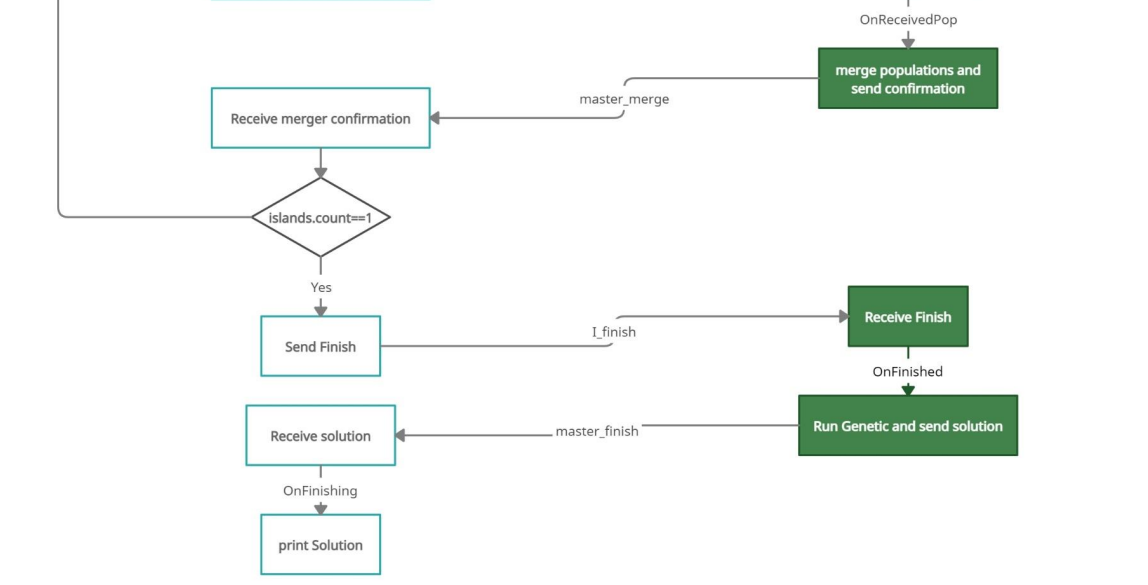 OnReceivedPop
merge populations and
send confirmation
master_merge
Receive merger confirmation
islands.count==1
Yes
Send Finish
I_finish
Receive Finish
OnFinished
Run Genetic and send solution
master_finish
Receive solution
OnFinishing
print Solution